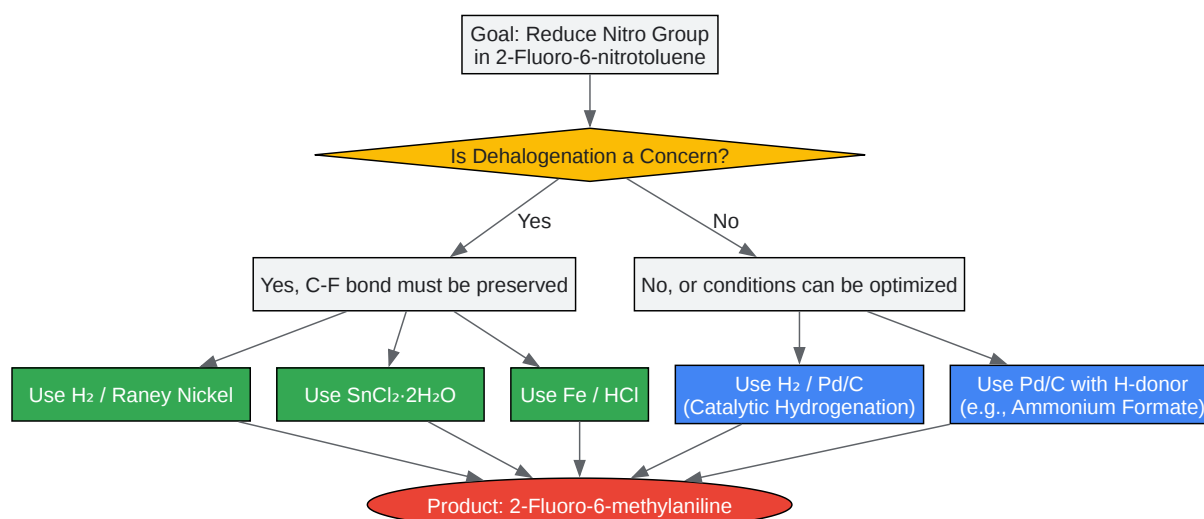 Goal: Reduce Nitro Group
in 2-Fluoro-6-nitrotoluene
Is Dehalogenation a Concern?
Yes
No
Yes, C-F bond must be preserved
No, or conditions can be optimized
Use H₂ / Raney Nickel
Use SnCl₂·2H₂O
Use Fe / HCl
Use H₂ / Pd/C
(Catalytic Hydrogenation)
Use Pd/C with H-donor
(e.g., Ammonium Formate)
Product: 2-Fluoro-6-methylaniline